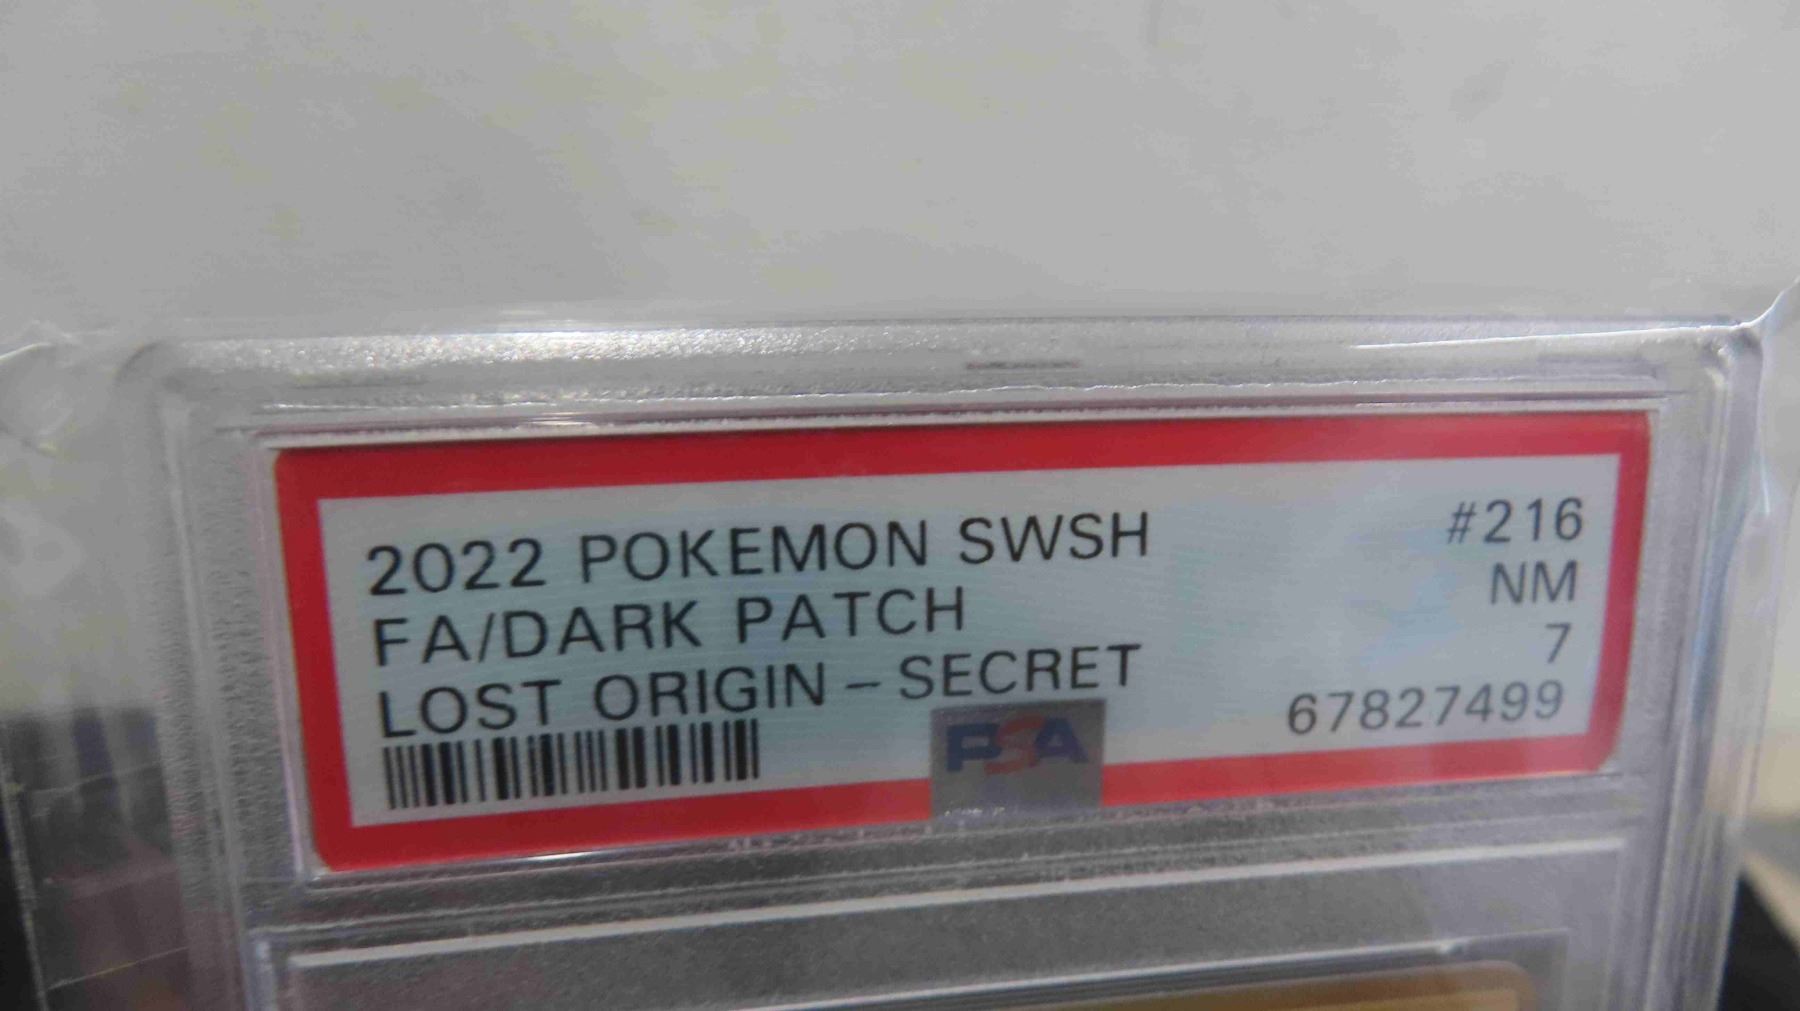 2022 POKEMON SWSH #216
FA/DARK PATCH NM
LOST ORIGIN - SECRET 7
67827499
PSA